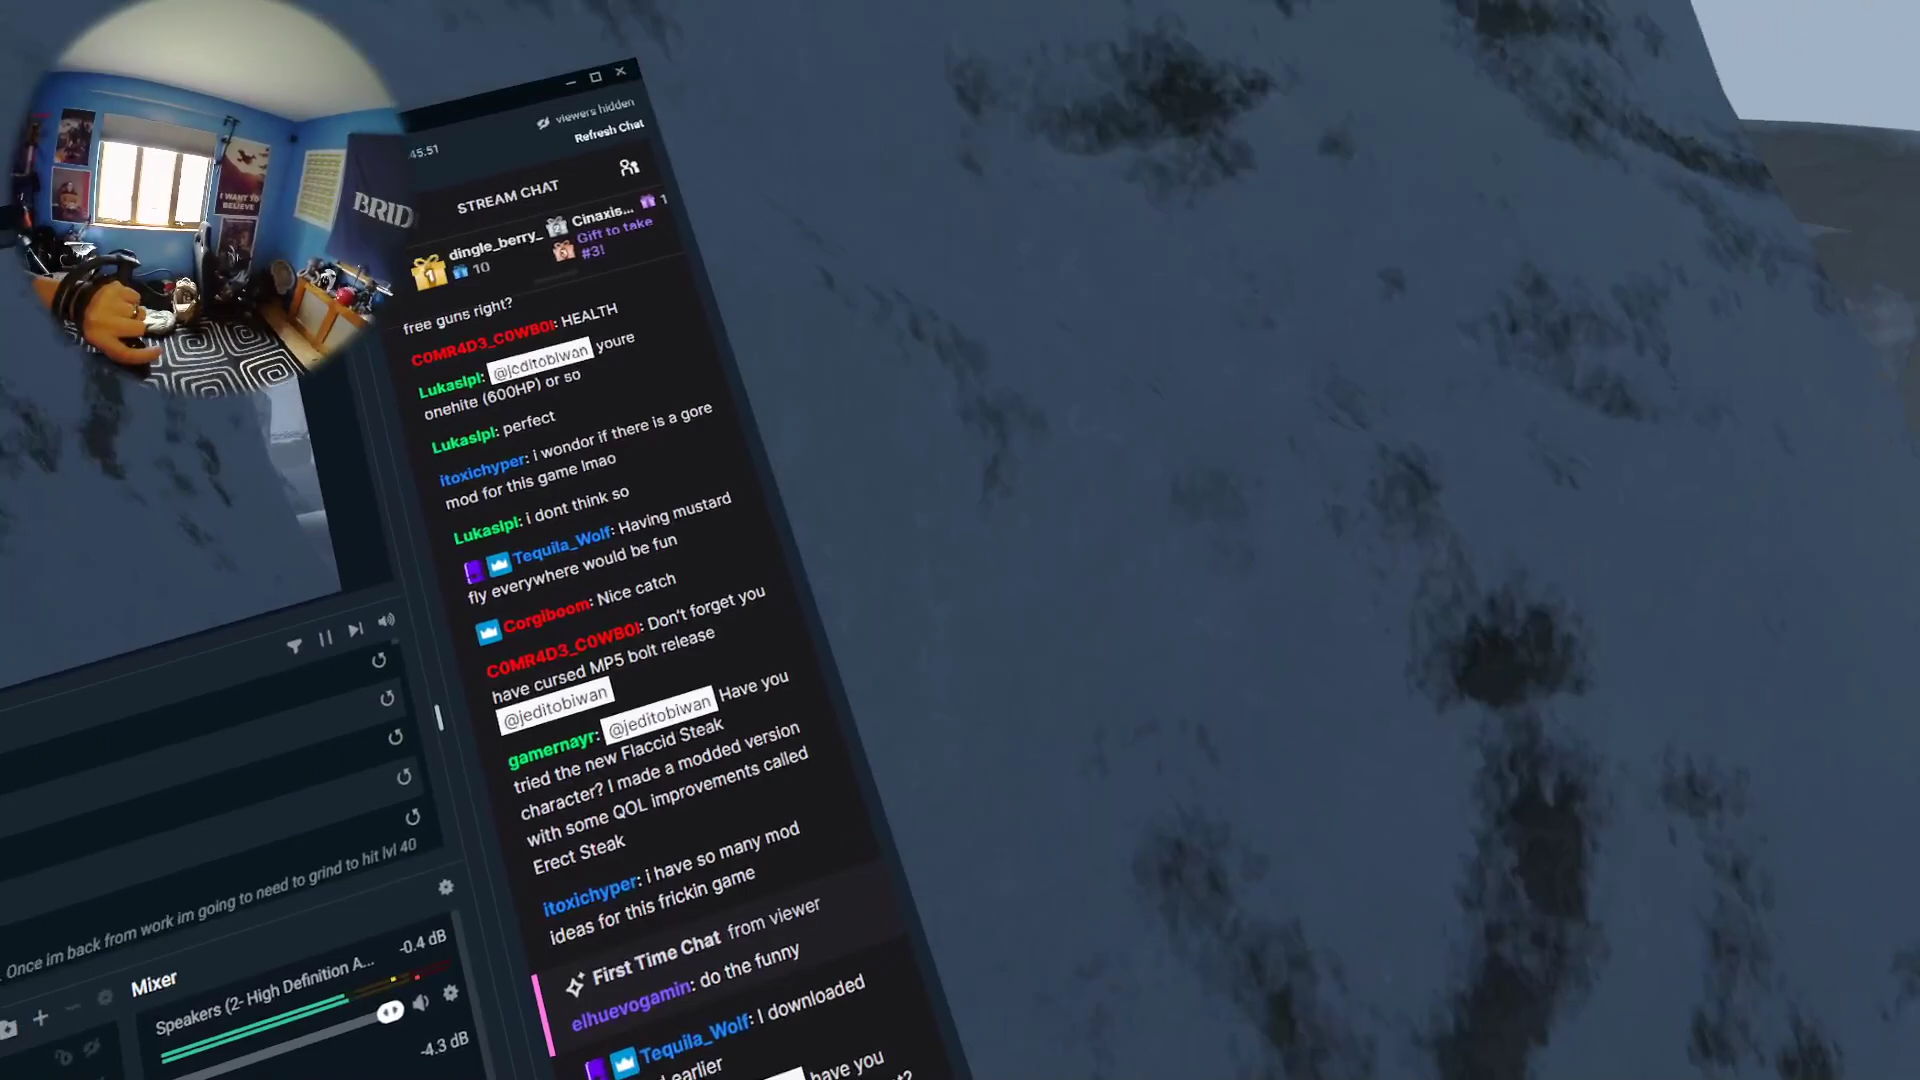 I WANT TO
BELIEVE
BRID
viewers hidden
Refresh Chat
:45.51
STREAM CHAT
dingle_berry_
10
Cinaxis... 1
Gift to take
#3!
free guns right?
C0MR4D3_C0WB0I: HEALTH
Lukaslpl: @jeditobiwan youre
onehite (600HP) or so
Lukaslpl: perfect
itoxichyper: i wondor if there is a gore
mod for this game lmao
Lukaslpl: i dont think so
Tequila_Wolf: Having mustard
fly everywhere would be fun
Corgiboom: Nice catch
C0MR4D3_C0WB0I: Don't forget you
have cursed MP5 bolt release
@jeditobiwan
gamernayr: @jeditobiwan Have you
tried the new Flaccid Steak
character? I made a modded version
with some QOL improvements called
Erect Steak
itoxichyper: i have so many mod
ideas for this frickin game
First Time Chat from viewer
elhuevogamin: do the funny
Tequila_Wolf: I downloaded
earlier
have you
. Once im back from work im going to need to grind to hit lvl 40
Mixer
Speakers (2- High Definition A...
-0.4 dB
-4.3 dB